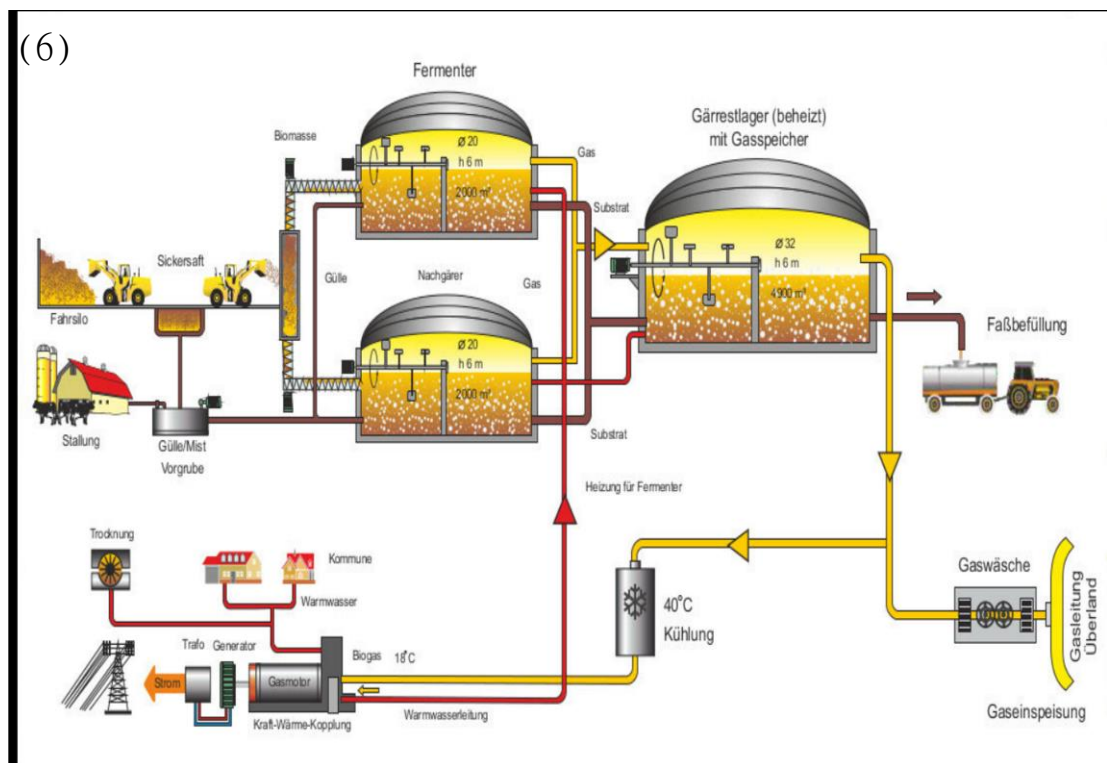 (6)
Fermenter
Gärrestlager (beheizt)
mit Gasspeicher
Biomasse
Ø 20
h 6 m
2000 m³
Gas
Substrat
Ø 32
h 6 m
4900 m³
Sickersaft
Gülle
Nachgärer
Gas
Fahrsilo
Faßbefüllung
Ø 20
h 6 m
2000 m³
Stallung
Gülle/Mist
Vorgrube
Substrat
Heizung für Fermenter
Trocknung
Kommune
Warmwasser
40°C
Kühlung
Gaswäsche
Gasleitung
Überland
Trafo
Generator
Biogas
18°C
Strom
Gasmotor
Kraft-Wärme-Kopplung
Warmwasserleitung
Gaseinspeisung